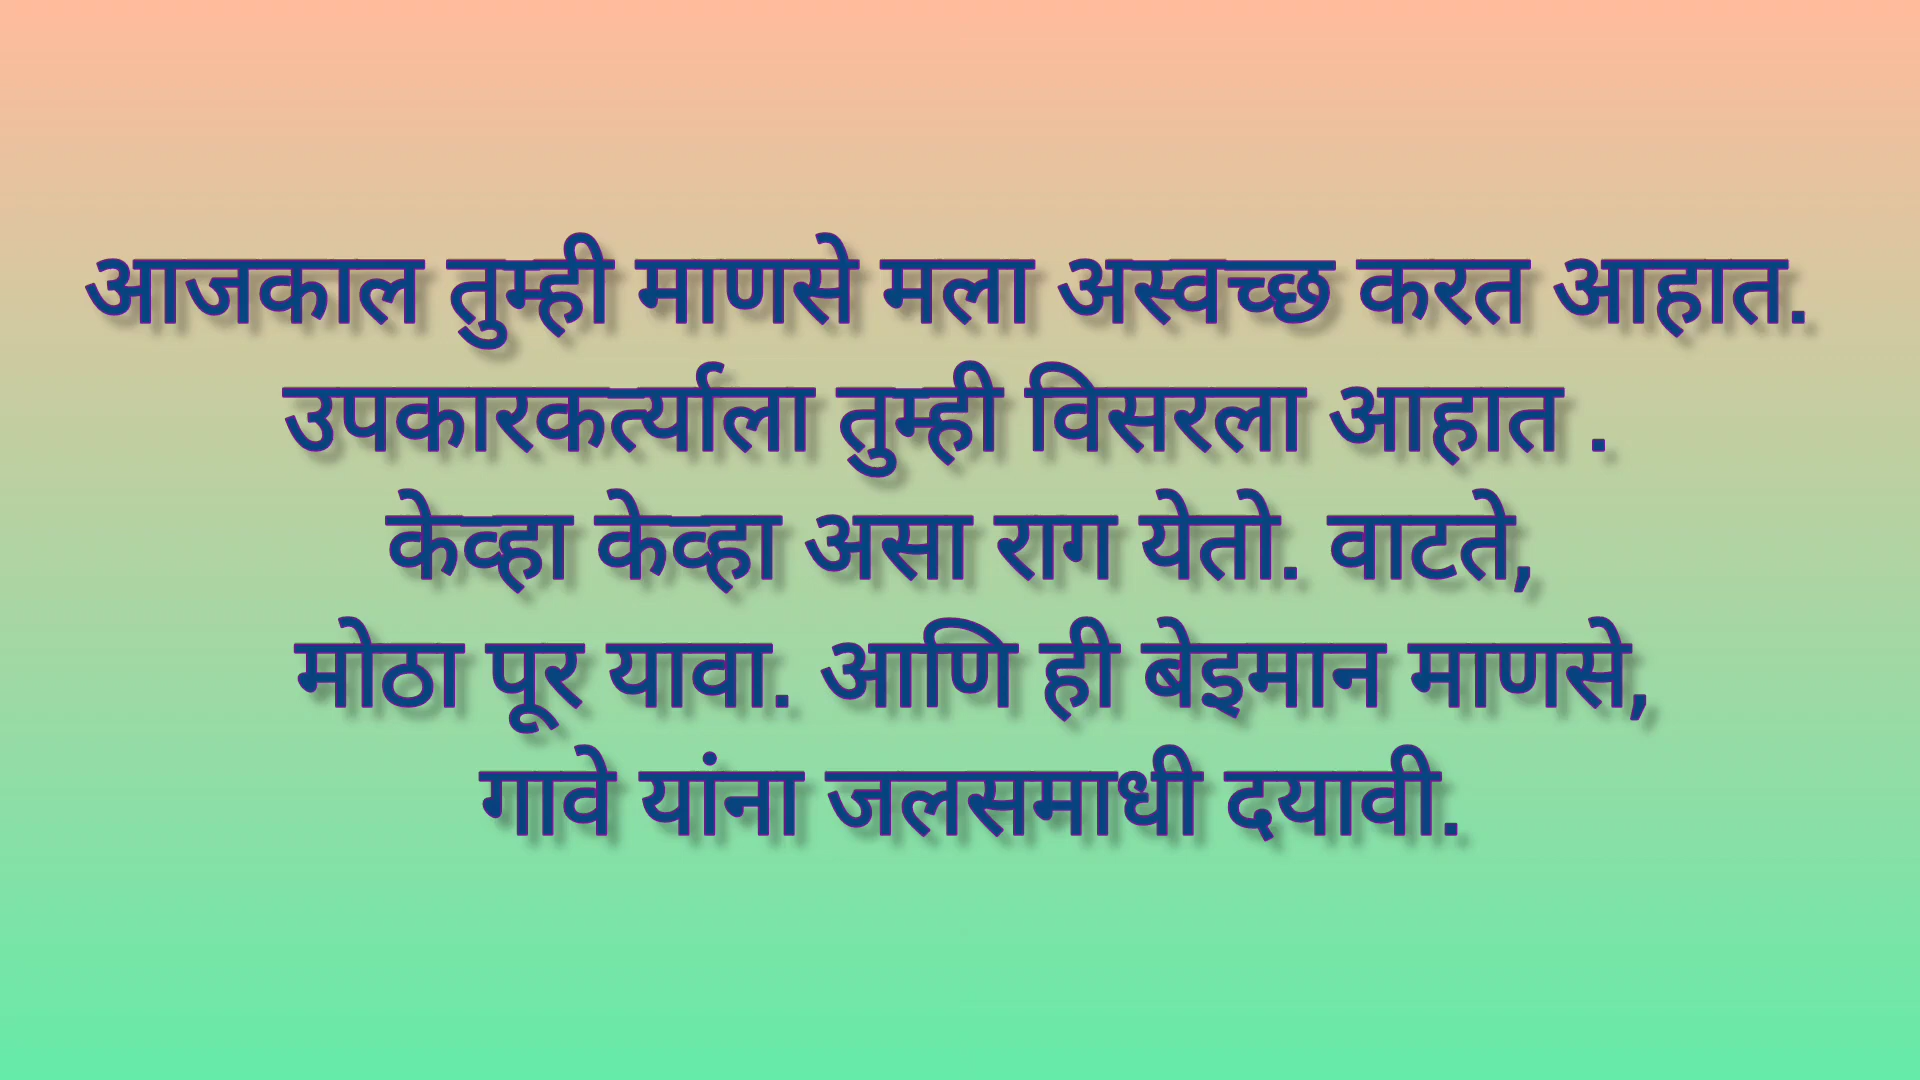 आजकाल तुम्ही माणसे मला अस्वच्छ करत आहात.
उपकारकर्त्याला तुम्ही विसरला आहात .
केव्हा केव्हा असा राग येतो. वाटते,
मोठा पूर यावा. आणि ही बेइमान माणसे,
गावे यांना जलसमाधी दयावी.